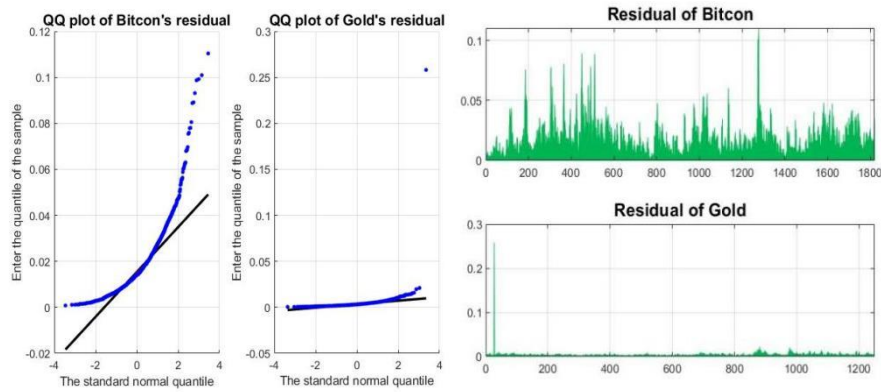 QQ plot of Bitcon's residual
0.12
0.1
0.08
0.06
0.04
0.02
0
-0.02
-4 -2 0 2 4
The standard normal quantile
Enter the quantile of the sample
QQ plot of Gold's residual
0.3
0.25
0.2
0.15
0.1
0.05
0
-0.05
-4 -2 0 2 4
The standard normal quantile
Enter the quantile of the sample
Residual of Bitcon
0.1
0.05
0
0 200 400 600 800 1000 1200 1400 1600 1800
Residual of Gold
0.3
0.2
0.1
0
0 200 400 600 800 1000 1200